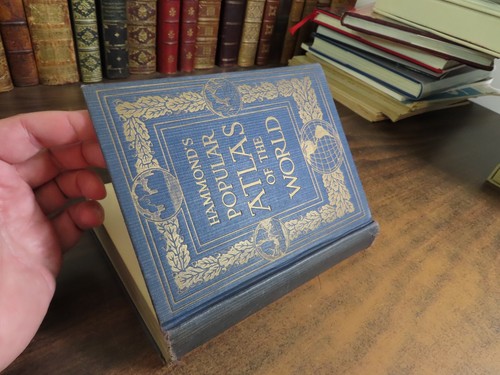 HAMMOND'S
POPULAR
ATLAS
OF THE
WORLD